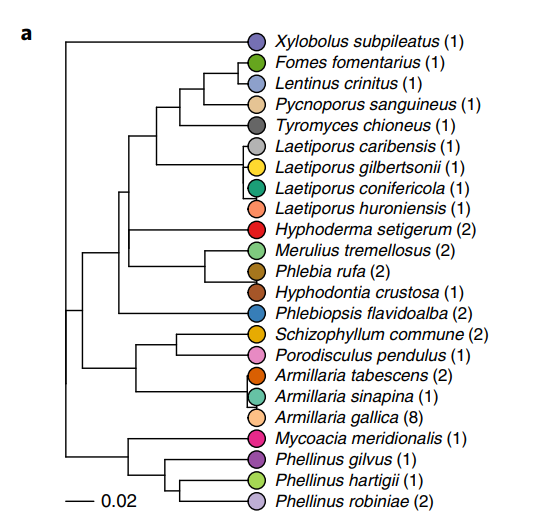 a
Xylobolus subpileatus (1)
Fomes fomentarius (1)
Lentinus crinitus (1)
Pycnoporus sanguineus (1)
Tyromyces chioneus (1)
Laetiporus caribensis (1)
Laetiporus gilbertsonii (1)
Laetiporus conifericola (1)
Laetiporus huroniensis (1)
Hyphoderma setigerum (2)
Merulius tremellosus (2)
Phlebia rufa (2)
Hyphodontia crustosa (1)
Phlebiopsis flavidoalba (2)
Schizophyllum commune (2)
Porodisculus pendulus (1)
Armillaria tabescens (2)
Armillaria sinapina (1)
Armillaria gallica (8)
Mycoacia meridionalis (1)
Phellinus gilvus (1)
Phellinus hartigii (1)
Phellinus robiniae (2)
0.02